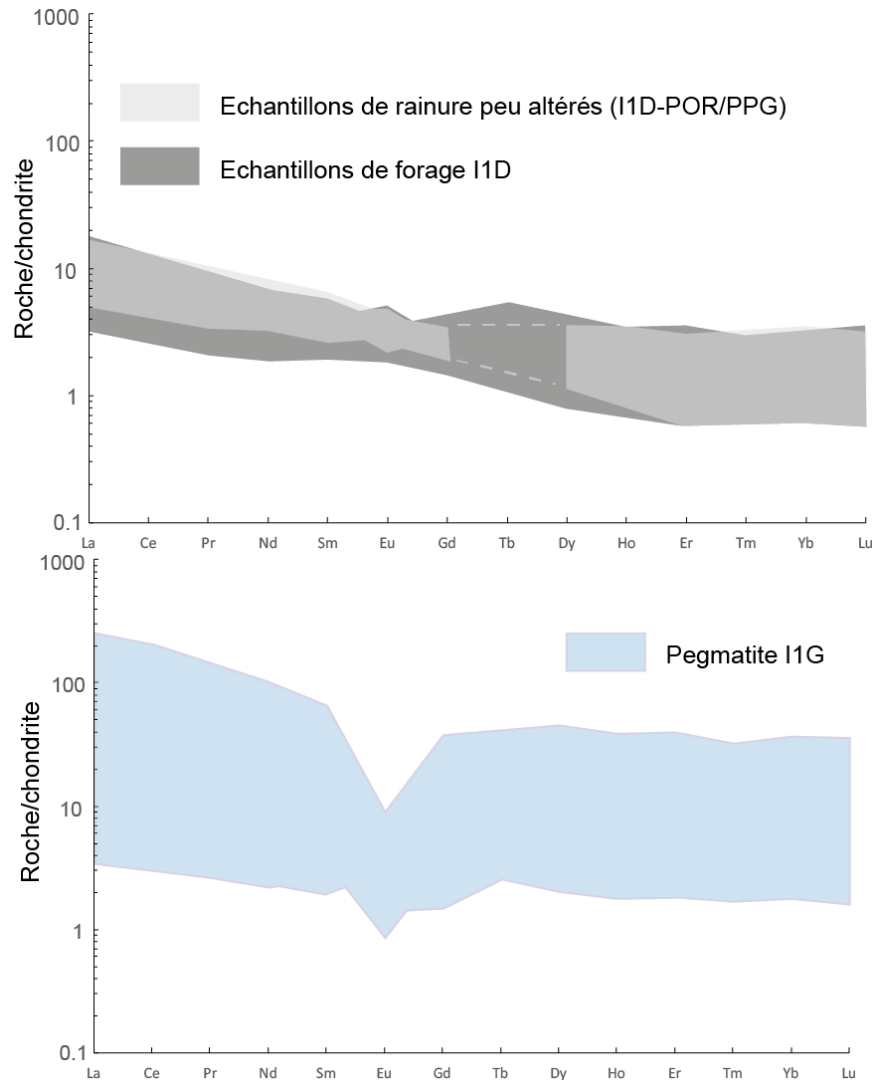 1000
Echantillons de rainure peu altérés (I1D-POR/PPG)
100
Echantillons de forage I1D
Roche/chondrite
10
1
0.1
La Ce Pr Nd Sm Eu Gd Tb Dy Ho Er Tm Yb Lu
1000
Pegmatite I1G
100
Roche/chondrite
10
1
0.1
La Ce Pr Nd Sm Eu Gd Tb Dy Ho Er Tm Yb Lu